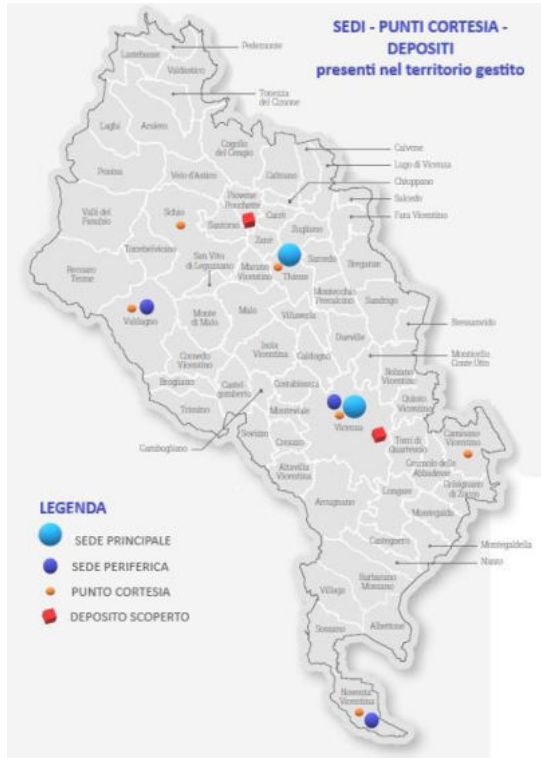 SEDI - PUNTI CORTESIA -
DEPOSITI
presenti nel territorio gestito
Pedemonte
Lastebasse
Valdastico
Tonezza
del Cimone
Laghi
Arsiero
Cogollo
del Cengio
Caltrano
Calvene
Lugo di Vicenza
Chiuppano
Posina
Velo d'Astico
Salcedo
Fara Vicentino
Piovene
Rocchette
Carrè
Valli del
Pasubio
Schio
Santorso
Zugliano
Zanè
Torrebelvicino
San Vito
di Leguzzano
Marano
Vicentino
Thiene
Sarcedo
Breganze
Recoaro
Terme
Montecchio
Precalcino
Sandrigo
Valdagno
Monte
di Malo
Malo
Villaverla
Bressanvido
Dueville
Isola
Vicentina
Caldogno
Monticello
Conte Otto
Cornedo
Vicentino
Bolzano
Vicentino
Brogliano
Castel-
gomberto
Costabissara
Quinto
Vicentino
Trissino
Monteviale
Vicenza
Camisano
Vicentino
Gambugliano
Sovizzo
Creazzo
Torri di
Quartesolo
Grumolo delle
Abbadesse
Altavilla
Vicentina
Grisignano
di Zocco
Longare
Arcugnano
Montegalda
Castegnero
Montegaldella
Nanto
Barbarano
Mossano
Villaga
Sossano
Albettone
Noventa
Vicentina
LEGENDA
SEDE PRINCIPALE
SEDE PERIFERICA
PUNTO CORTESIA
DEPOSITO SCOPERTO